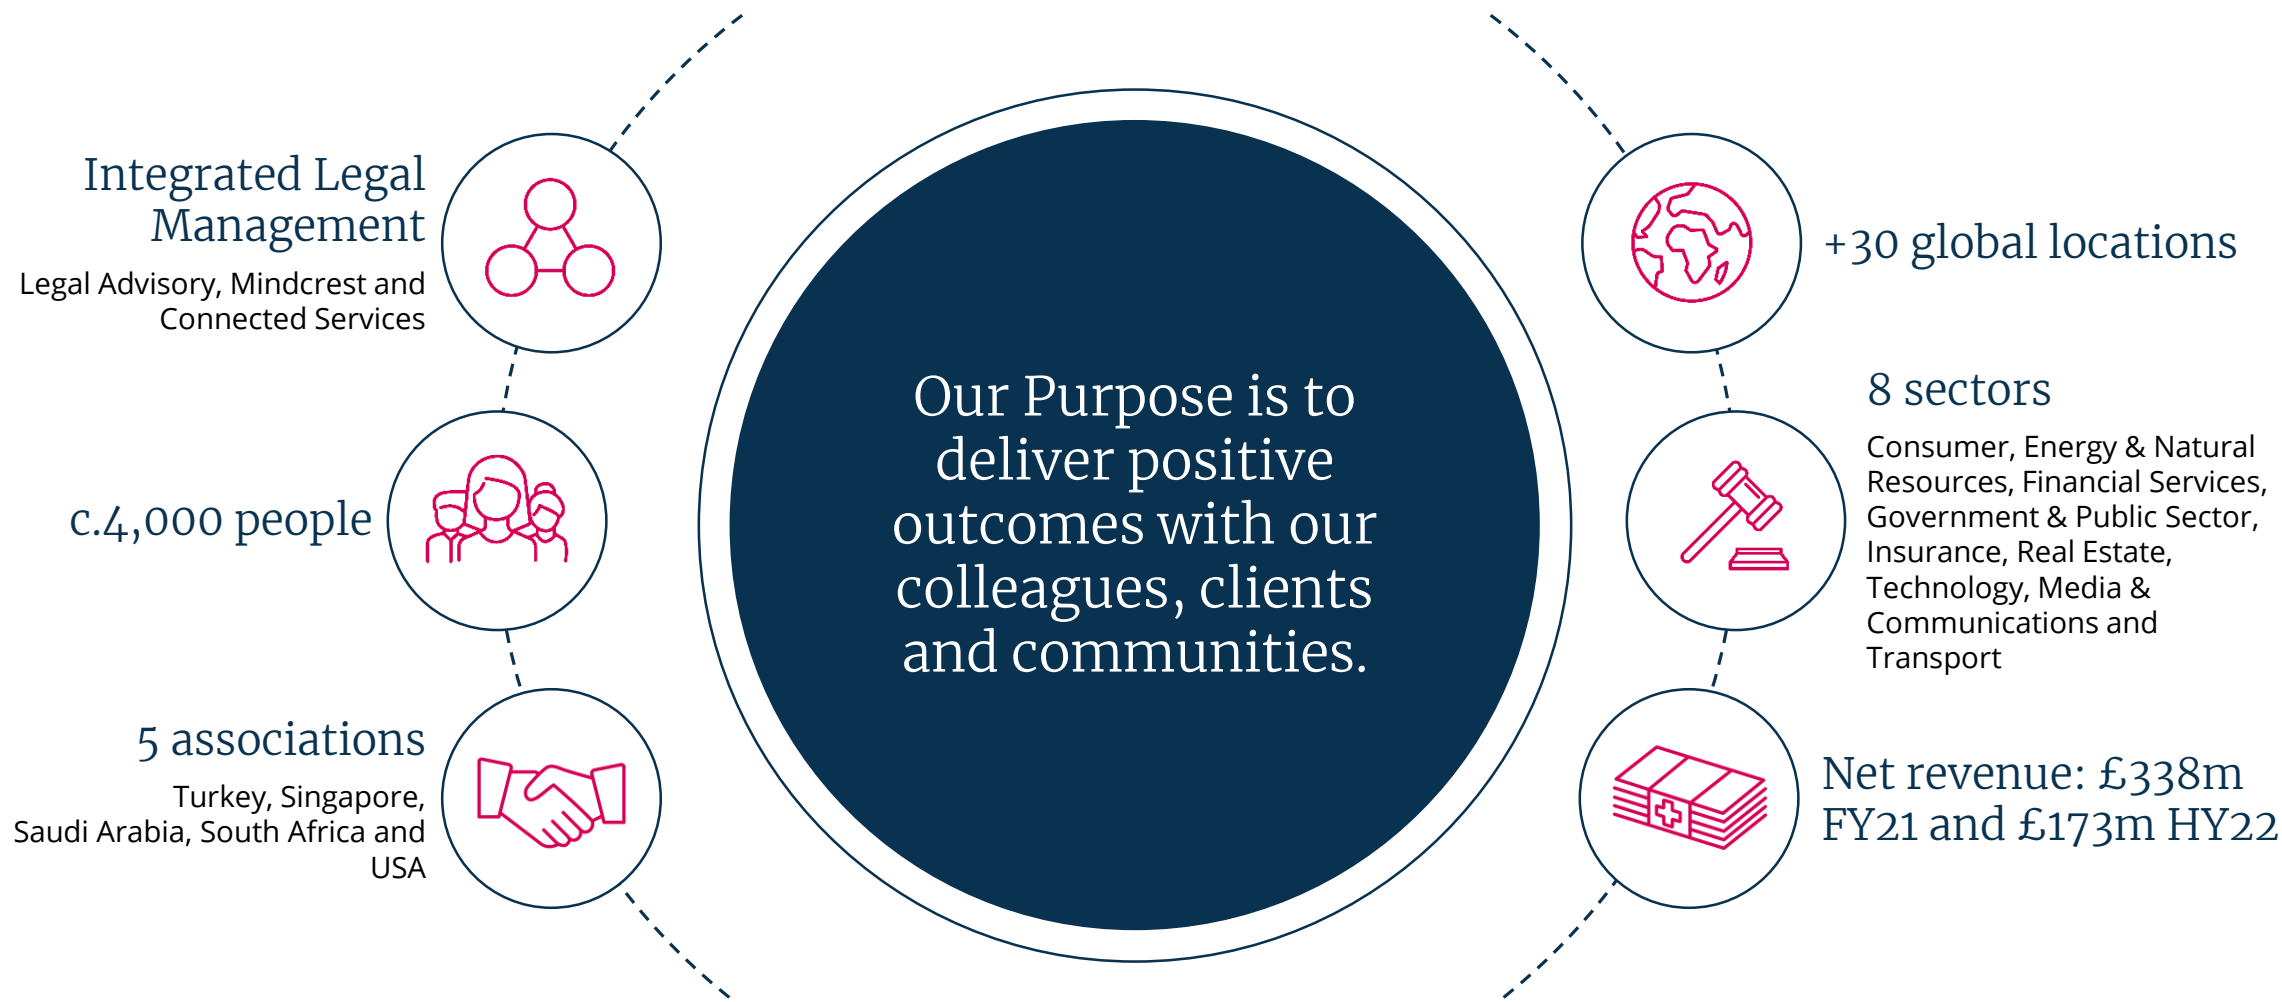 Integrated Legal
Management
Legal Advisory, Mindcrest and
Connected Services
c.4,000 people
5 associations
Turkey, Singapore,
Saudi Arabia, South Africa and
USA
Our Purpose is to
deliver positive
outcomes with our
colleagues, clients
and communities.
+30 global locations
8 sectors
Consumer, Energy & Natural
Resources, Financial Services,
Government & Public Sector,
Insurance, Real Estate,
Technology, Media &
Communications and
Transport
Net revenue: £338m
FY21 and £173m HY22